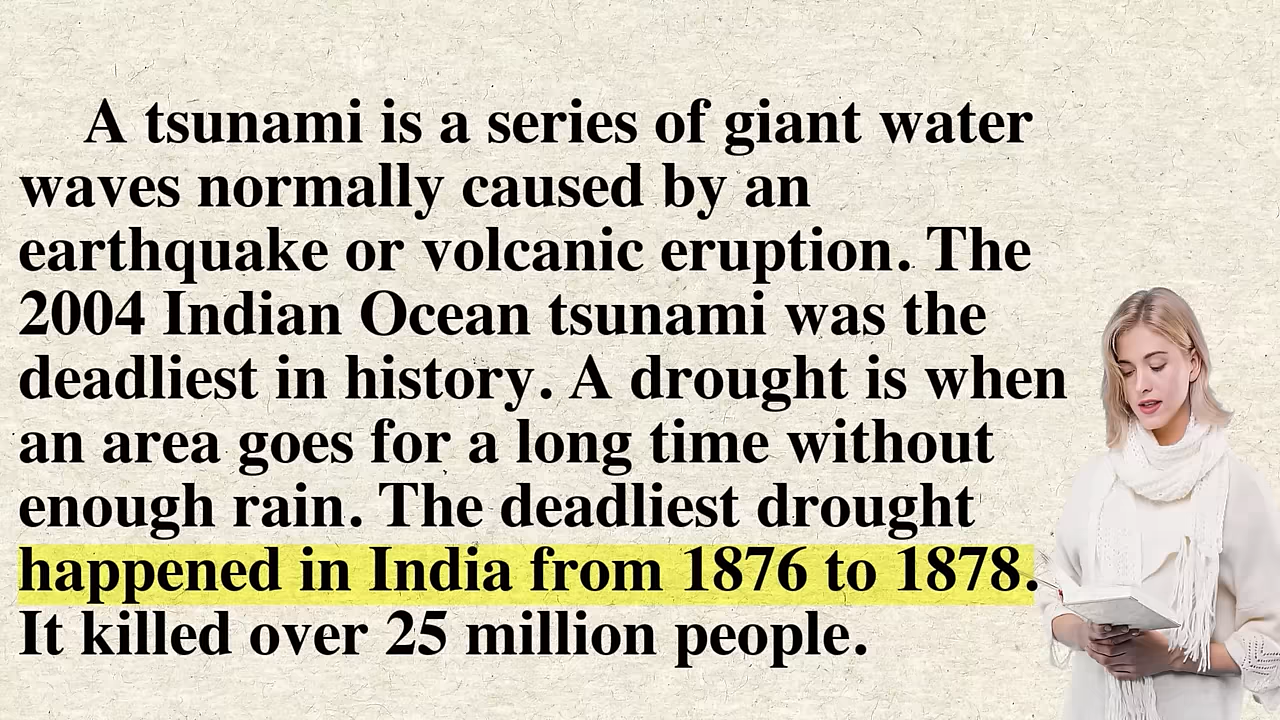 A tsunami is a series of giant water
waves normally caused by an
earthquake or volcanic eruption. The
2004 Indian Ocean tsunami was the
deadliest in history. A drought is when
an area goes for a long time without
enough rain. The deadliest drought
happened in India from 1876 to 1878.
It killed over 25 million people.